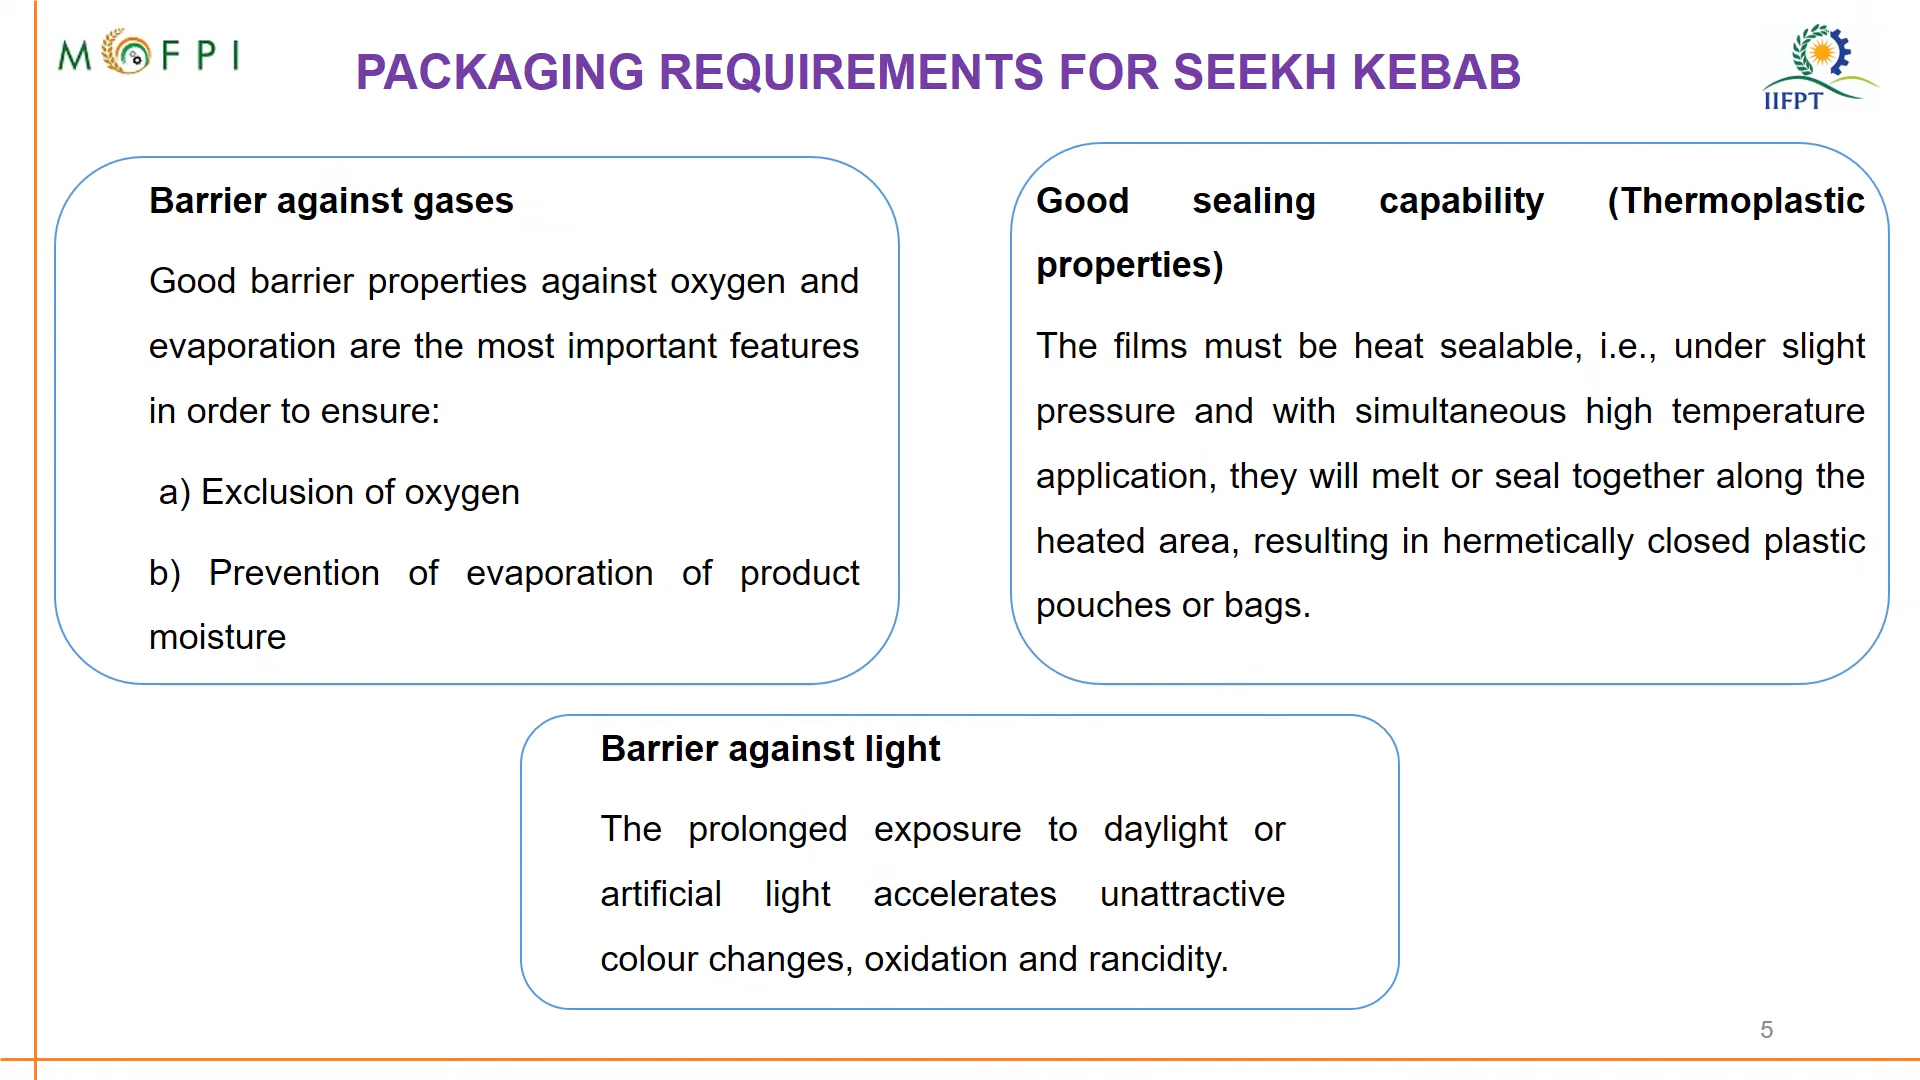 MOFPI
PACKAGING REQUIREMENTS FOR SEEKH KEBAB
IIFPT
Barrier against gases
Good barrier properties against oxygen and
evaporation are the most important features
in order to ensure:
a) Exclusion of oxygen
b) Prevention of evaporation of product
moisture
Good sealing capability (Thermoplastic
properties)
The films must be heat sealable, i.e., under slight
pressure and with simultaneous high temperature
application, they will melt or seal together along the
heated area, resulting in hermetically closed plastic
pouches or bags.
Barrier against light
The prolonged exposure to daylight or
artificial light accelerates unattractive
colour changes, oxidation and rancidity.
5